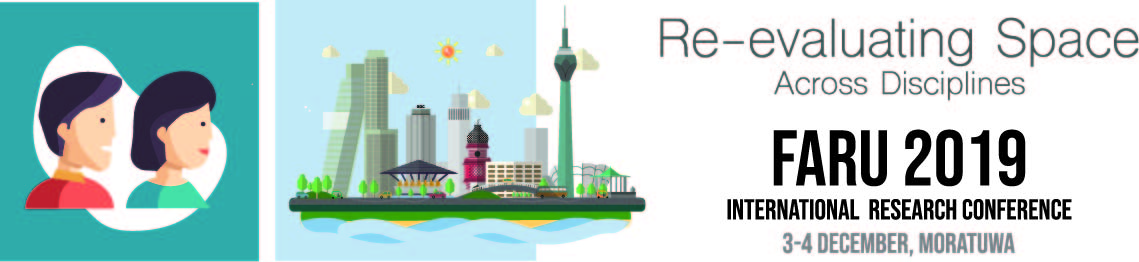 Re-evaluating Space
Across Disciplines
FARU 2019
INTERNATIONAL RESEARCH CONFERENCE
3-4 DECEMBER, MORATUWA